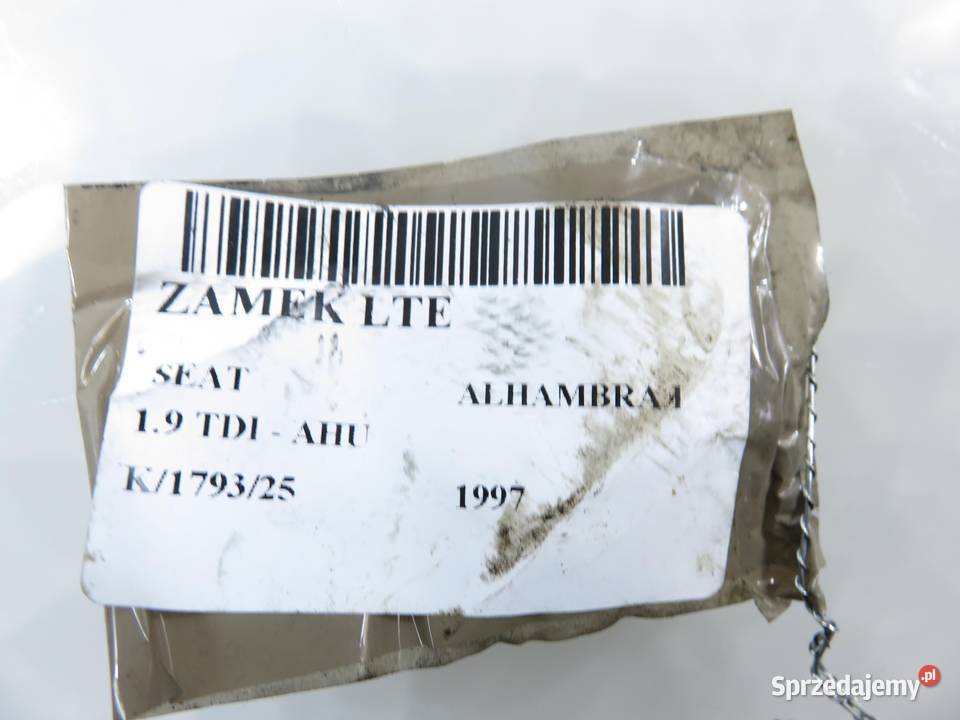 ZAMEK LTE
SEAT ALHAMBRA I
1.9 TDI - AHU
K/1793/25 1997
Sprzedajemy.pl